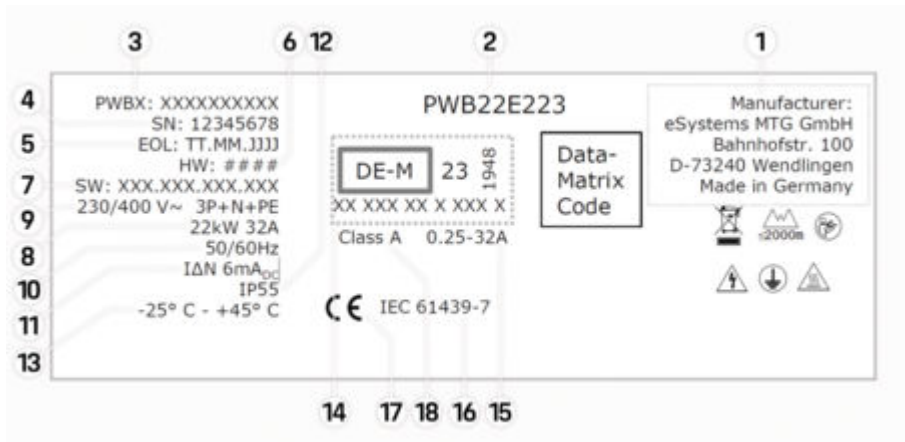 3 6 12 2 1
4 5 7 9 8 10 11 13
PWBX: XXXXXXXXXX
SN: 12345678
EOL: TT.MM.JJJJ
HW: ####
SW: XXX.XXX.XXX.XXX
230/400 V~ 3P+N+PE
22kW 32A
50/60Hz
IΔN 6mADC
IP55
-25° C - +45° C
PWB22E223
DE-M 23 1948
XX XXX XX X XXX X
Class A 0.25-32A
CE IEC 61439-7
Data-
Matrix
Code
Manufacturer:
eSystems MTG GmbH
Bahnhofstr. 100
D-73240 Wendlingen
Made in Germany
≤2000m
14 17 18 16 15